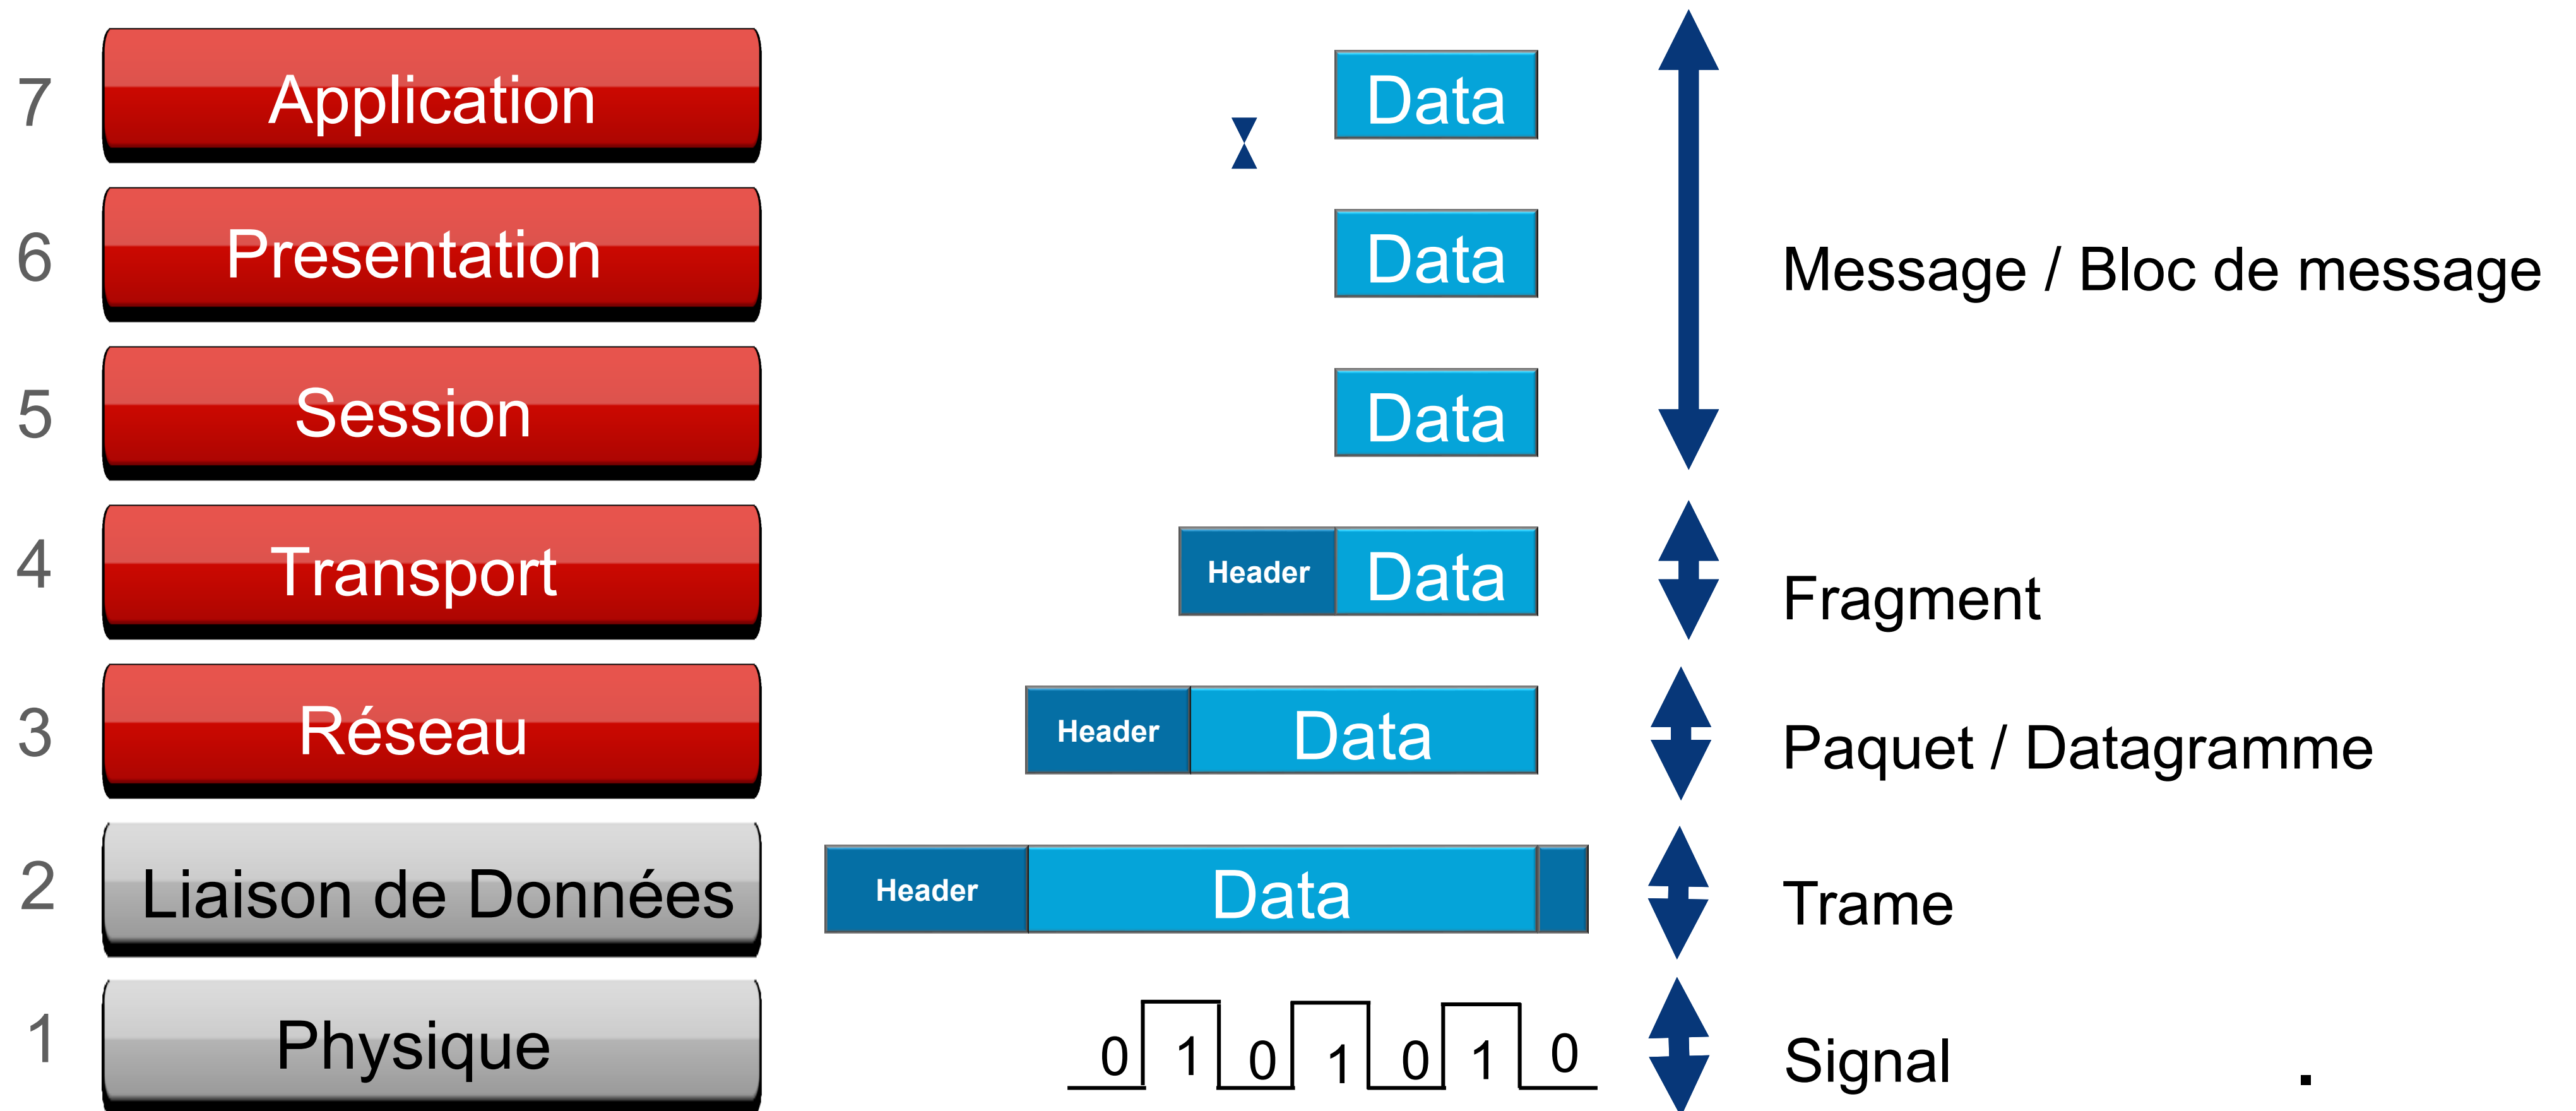 7 Application Data
6 Presentation Data Message / Bloc de message
5 Session Data
4 Transport Header Data Fragment
3 Réseau Header Data Paquet / Datagramme
2 Liaison de Données Header Data Trame
1 Physique 0 1 0 1 0 1 0 Signal .